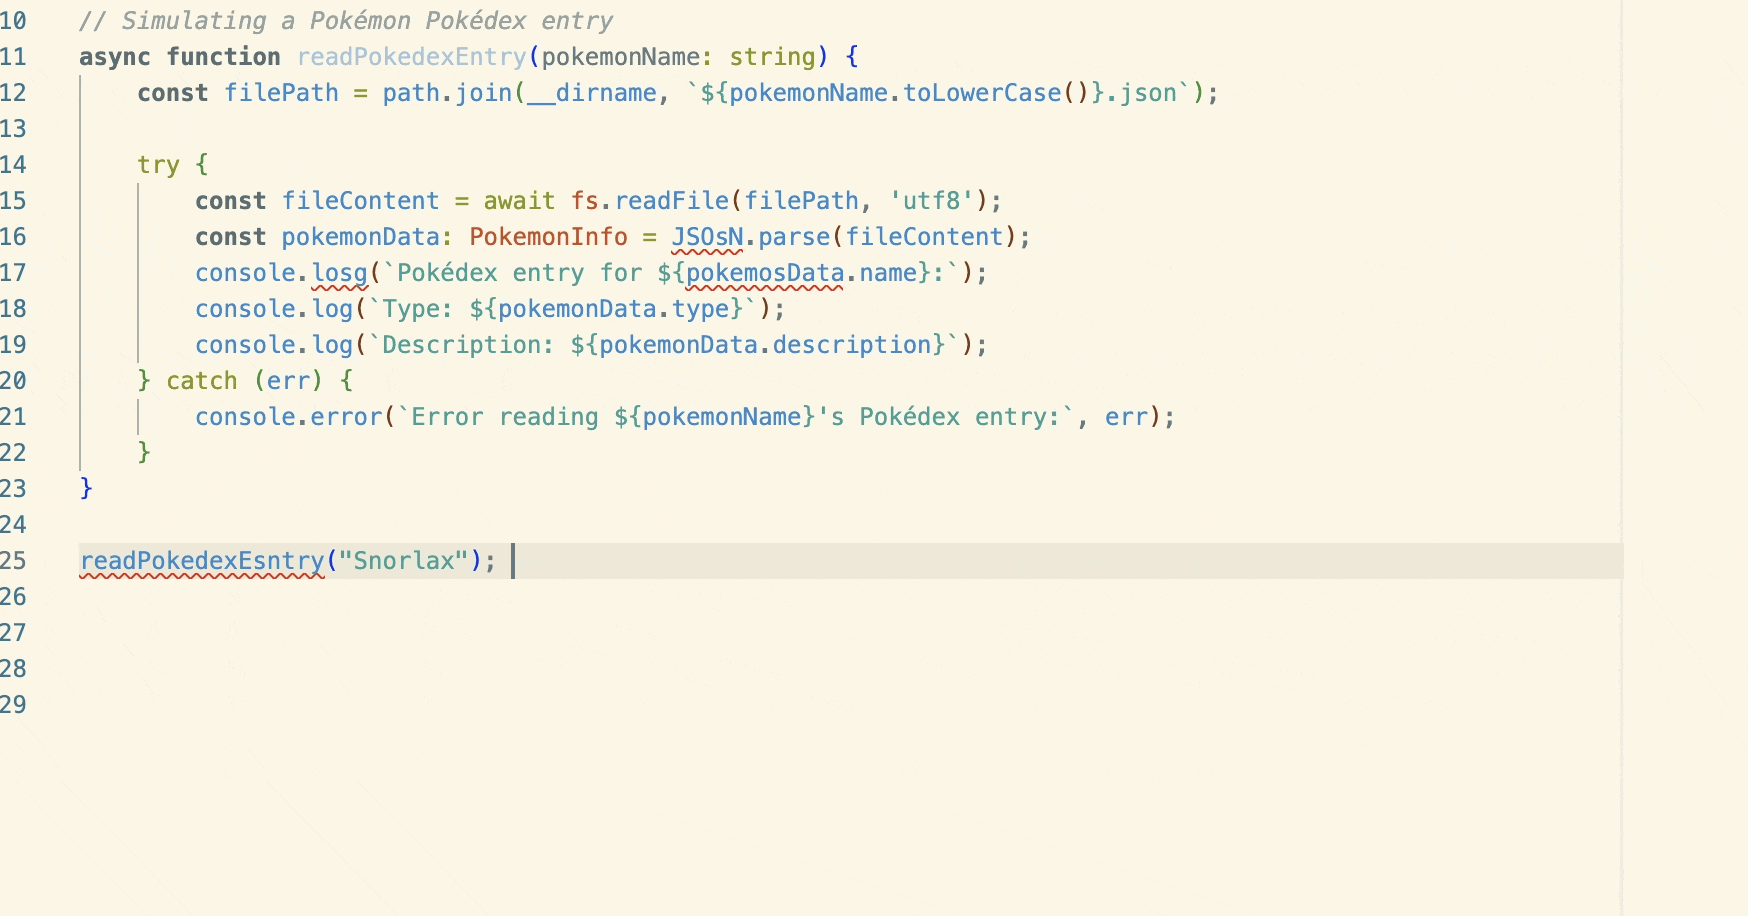 10 // Simulating a Pokémon Pokédex entry
11 async function readPokedexEntry(pokemonName: string) {
12     const filePath = path.join(__dirname, `${pokemonName.toLowerCase()}.json`);
13
14     try {
15         const fileContent = await fs.readFile(filePath, 'utf8');
16         const pokemonData: PokemonInfo = JSOsN.parse(fileContent);
17         console.losg(`Pokédex entry for ${pokemosData.name}:`);
18         console.log(`Type: ${pokemonData.type}`);
19         console.log(`Description: ${pokemonData.description}`);
20     } catch (err) {
21         console.error(`Error reading ${pokemonName}'s Pokédex entry:`, err);
22     }
23 }
24
25 readPokedexEsntry("Snorlax");
26
27
28
29